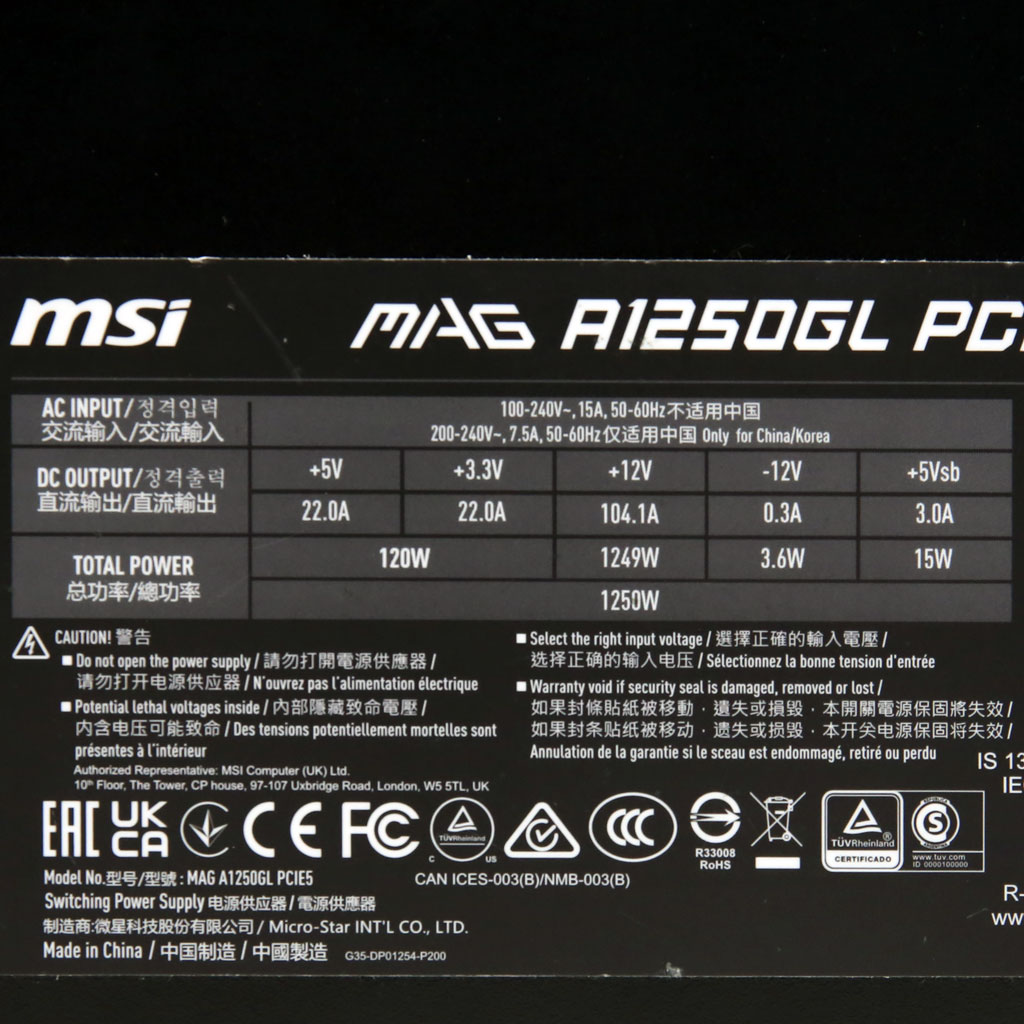 msi MAG A1250GL PCI
AC INPUT/정격입력
交流输入/交流輸入
100-240V~, 15A, 50-60Hz不适用中国
200-240V~, 7.5A, 50-60Hz仅适用中国 Only for China/Korea
DC OUTPUT/정격출력
直流输出/直流輸出
+5V +3.3V +12V -12V +5Vsb
22.0A 22.0A 104.1A 0.3A 3.0A
TOTAL POWER
总功率/總功率
120W 1249W 3.6W 15W
1250W
CAUTION! 警告
■ Do not open the power supply / 請勿打開電源供應器 /
请勿打开电源供应器 / N'ouvrez pas l'alimentation électrique
■ Potential lethal voltages inside / 內部隱藏致命電壓 /
内含电压可能致命 / Des tensions potentiellement mortelles sont
présentes à l'intérieur
Authorized Representative: MSI Computer (UK) Ltd.
10th Floor, The Tower, CP house, 97-107 Uxbridge Road, London, W5 5TL, UK
■ Select the right input voltage / 選擇正確的輸入電壓 /
选择正确的输入电压 / Sélectionnez la bonne tension d'entrée
■ Warranty void if security seal is damaged, removed or lost /
如果封條貼紙被移動，遺失或損毀，本開關電源保固將失效 /
如果封条贴纸被移动，遗失或损毁，本开关电源保固将失效 /
Annulation de la garantie si le sceau est endommagé, retiré ou perdu
IS 13
IE
EAC UK CA CE FC
TÜVRheinland
C US
CCC
R33008
RoHS
TÜVRheinland®
CERTIFICADO
REPUBLICA
S
ARGENTINA
www.tuv.com
ID 0000100000
Model No.型号/型號 : MAG A1250GL PCIE5
CAN ICES-003(B)/NMB-003(B)
Switching Power Supply 电源供应器 / 電源供應器
制造商:微星科技股份有限公司 / Micro-Star INT'L CO., LTD.
Made in China / 中国制造 / 中國製造 G35-DP01254-P200
R-
www